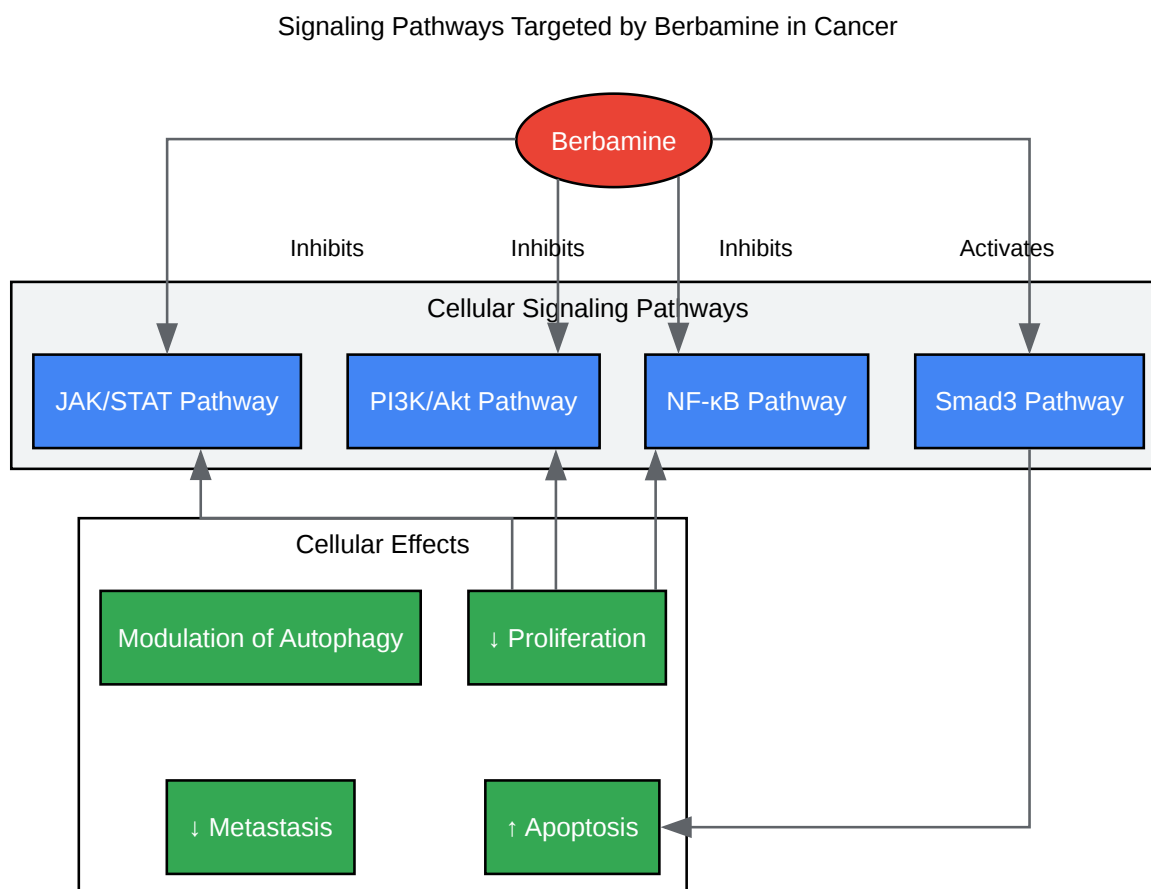 Signaling Pathways Targeted by Berbamine in Cancer
Berbamine
Inhibits
Inhibits
Inhibits
Activates
Cellular Signaling Pathways
JAK/STAT Pathway
PI3K/Akt Pathway
NF-κB Pathway
Smad3 Pathway
Cellular Effects
Modulation of Autophagy
↓ Proliferation
↓ Metastasis
↑ Apoptosis